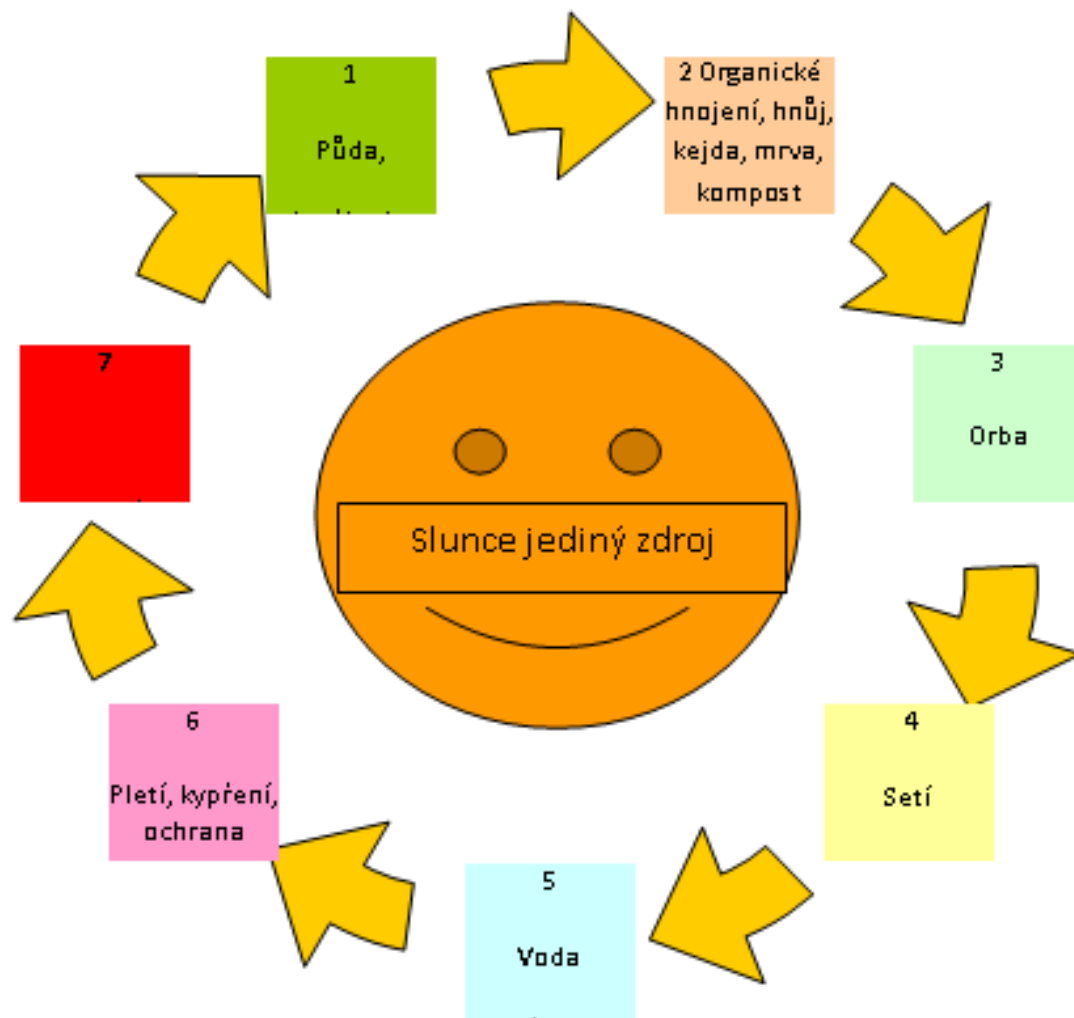 1
Půda,
2 Organické
hnojení, hnůj,
kejda, mrva,
kompost
3
Orba
4
Setí
5
Voda
6
Pletí, kypření,
ochrana
7
Slunce jediný zdroj